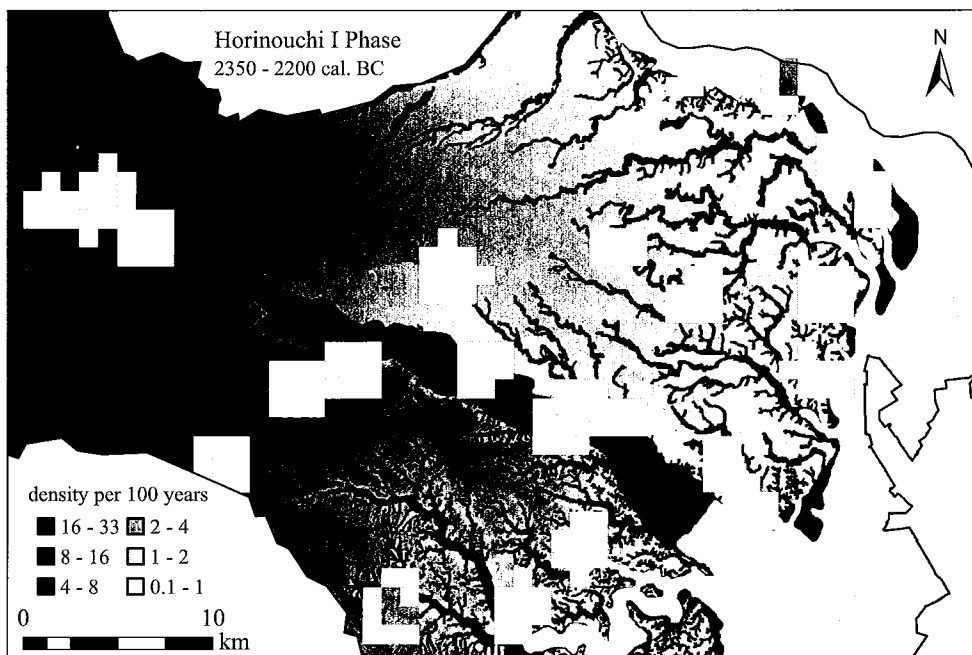 Horinouchi I Phase
2350 - 2200 cal. BC
N
density per 100 years
16 - 33 2 - 4
8 - 16 1 - 2
4 - 8 0.1 - 1
0 10
km